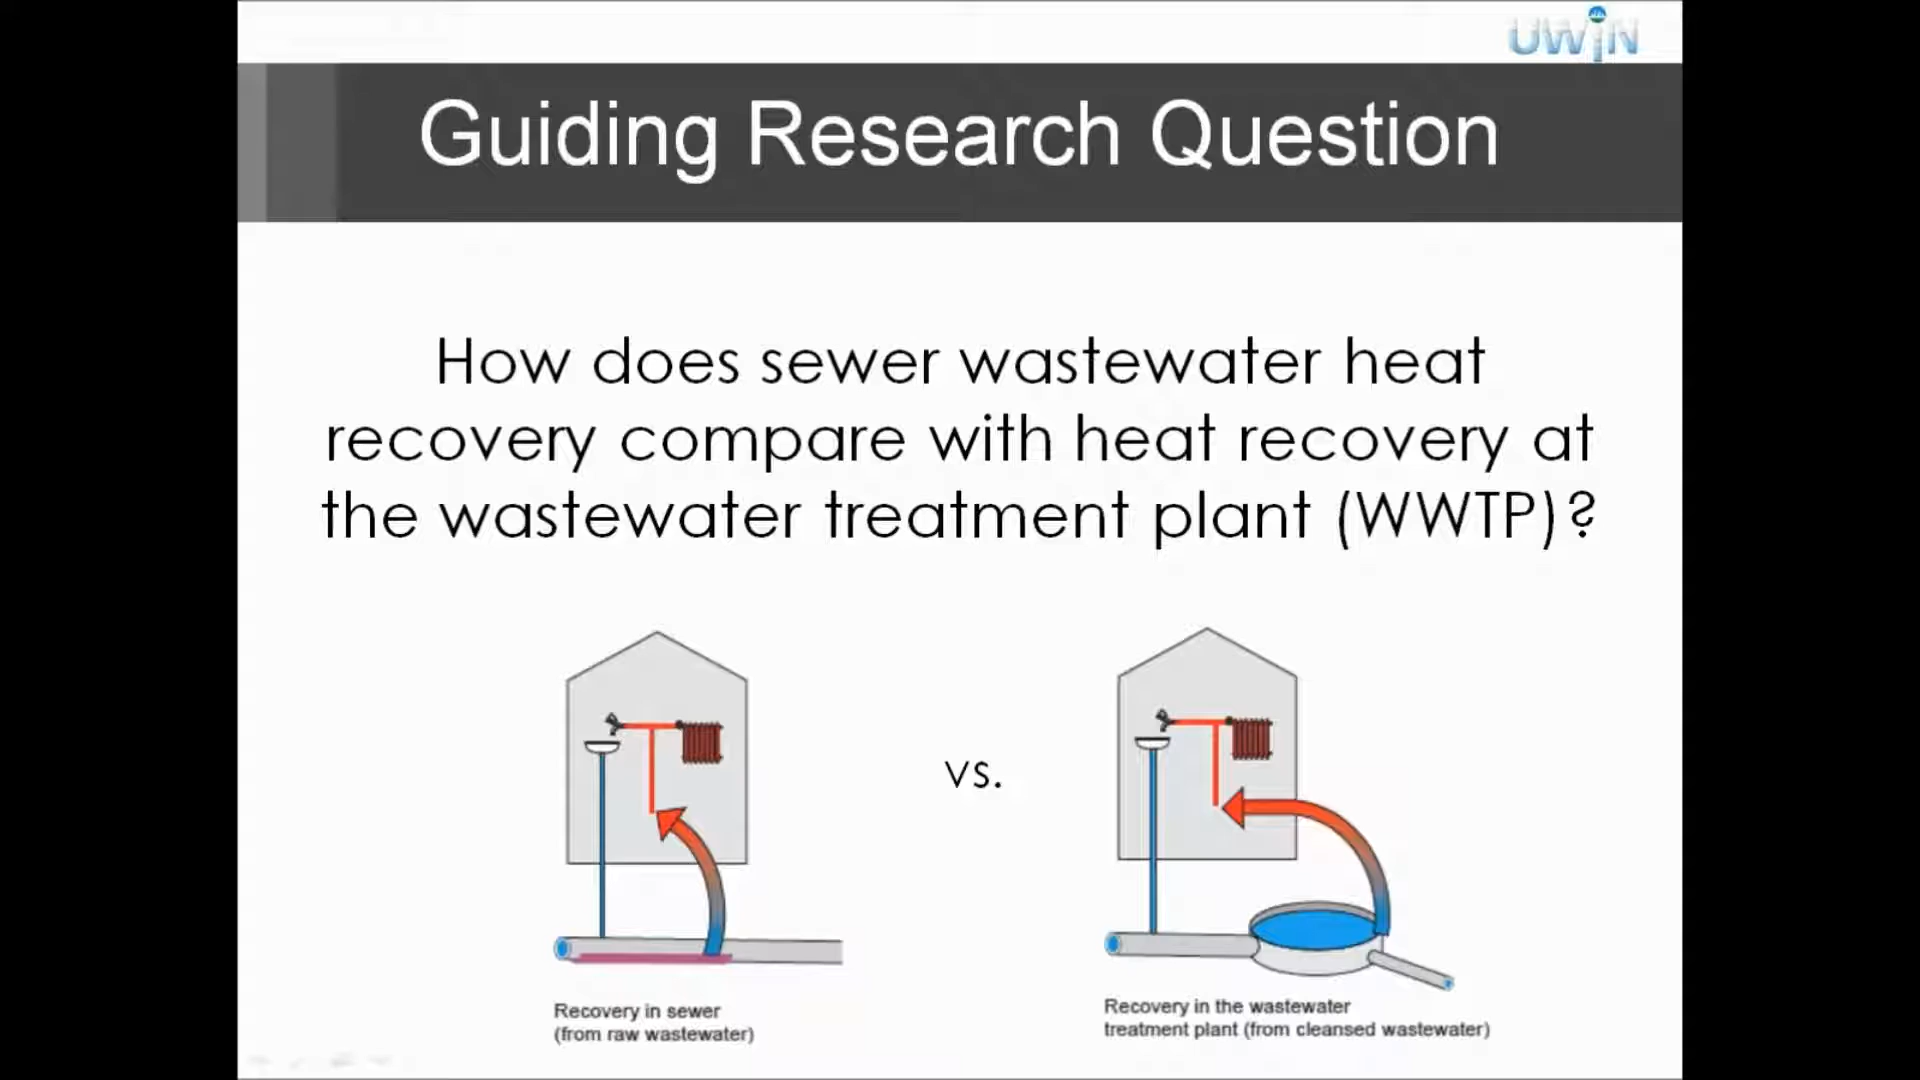 UWIN
Guiding Research Question
How does sewer wastewater heat
recovery compare with heat recovery at
the wastewater treatment plant (WWTP)?
vs.
Recovery in sewer
(from raw wastewater)
Recovery in the wastewater
treatment plant (from cleansed wastewater)